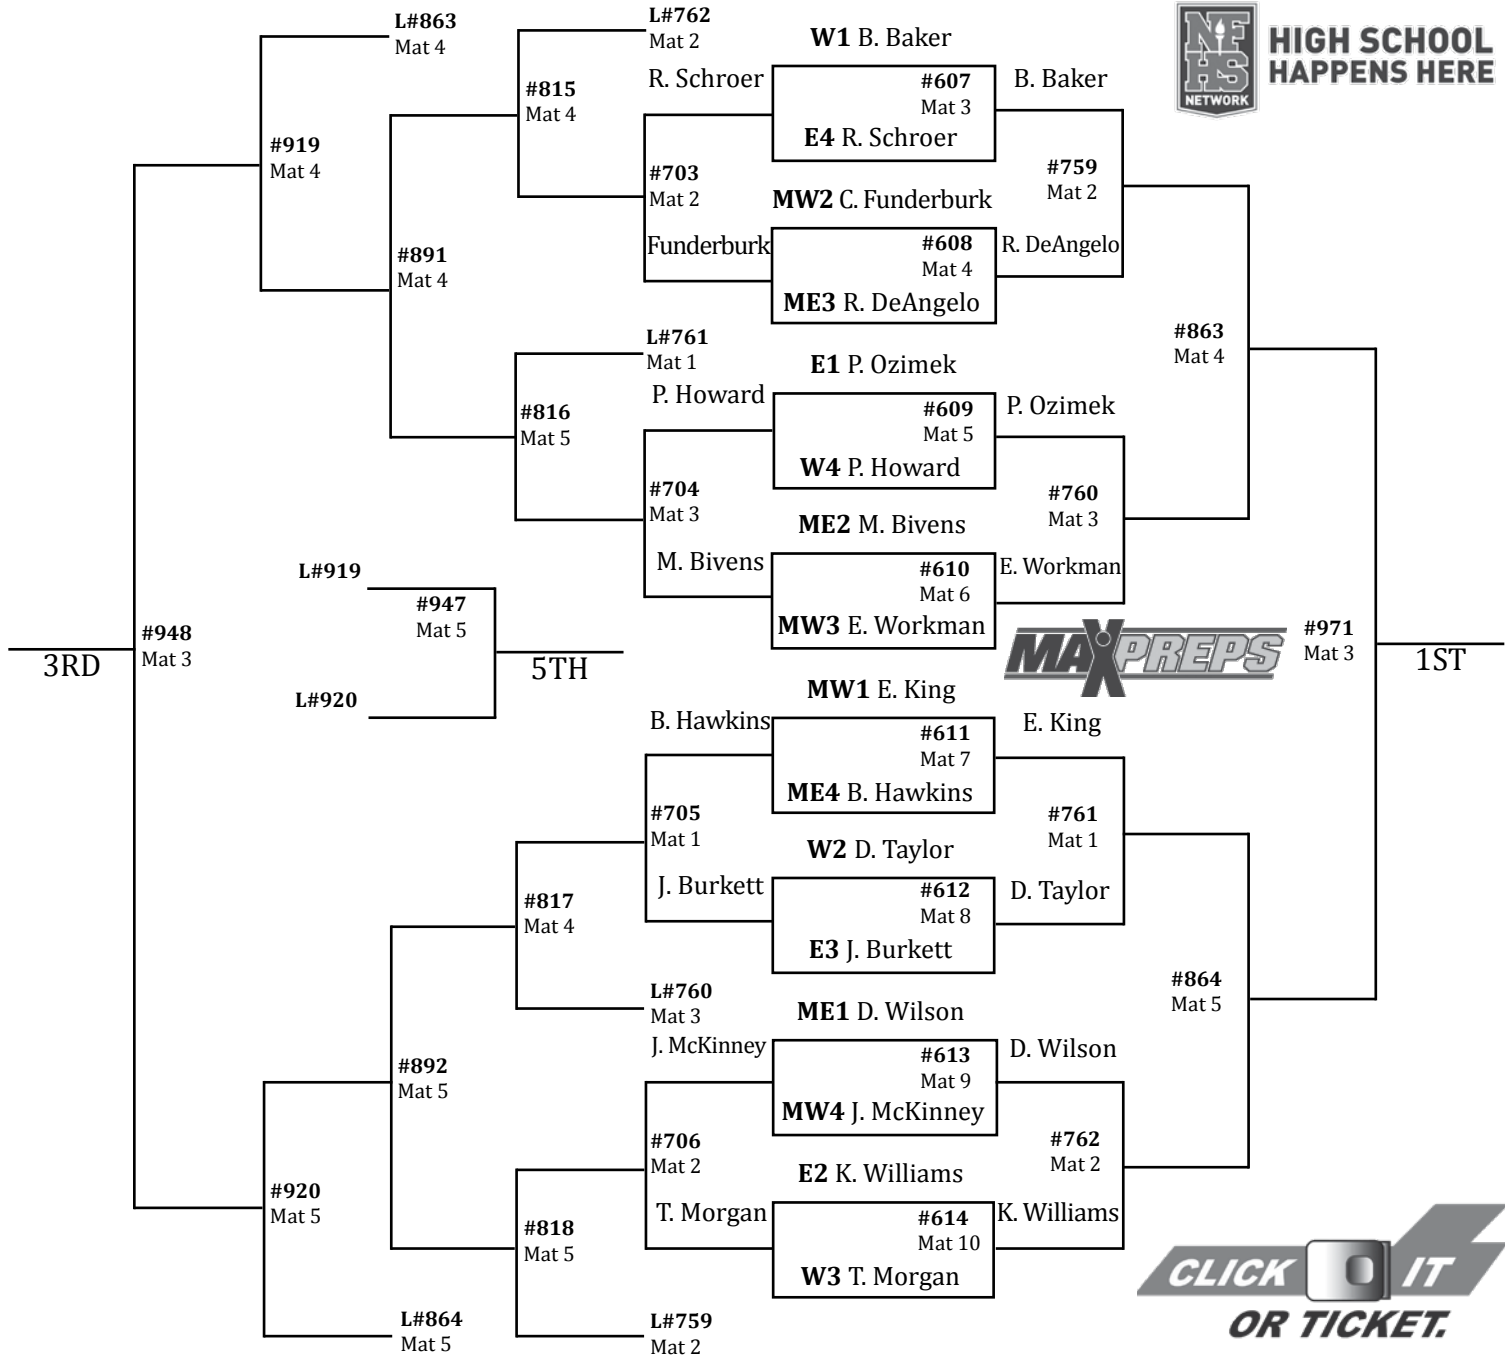 L#863
Mat 4
L#762
Mat 2
W1 B. Baker
NFHS
NETWORK
HIGH SCHOOL
HAPPENS HERE
R. Schroer
#607
Mat 3
B. Baker
#815
Mat 4
E4 R. Schroer
#919
Mat 4
#703
Mat 2
#759
Mat 2
MW2 C. Funderburk
Funderburk
#608
Mat 4
R. DeAngelo
#891
Mat 4
ME3 R. DeAngelo
L#761
Mat 1
#863
Mat 4
E1 P. Ozimek
P. Howard
#609
Mat 5
P. Ozimek
#816
Mat 5
W4 P. Howard
#704
Mat 3
#760
Mat 3
ME2 M. Bivens
M. Bivens
#610
Mat 6
E. Workman
L#919
#947
Mat 5
MW3 E. Workman
#948
Mat 3
3RD
5TH
MAXPREPS
#971
Mat 3
1ST
L#920
MW1 E. King
B. Hawkins
#611
Mat 7
E. King
ME4 B. Hawkins
#705
Mat 1
#761
Mat 1
W2 D. Taylor
J. Burkett
#612
Mat 8
D. Taylor
#817
Mat 4
E3 J. Burkett
L#760
Mat 3
#864
Mat 5
ME1 D. Wilson
J. McKinney
#613
Mat 9
D. Wilson
#892
Mat 5
MW4 J. McKinney
#706
Mat 2
#762
Mat 2
E2 K. Williams
#920
Mat 5
T. Morgan
#614
Mat 10
K. Williams
#818
Mat 5
W3 T. Morgan
L#864
Mat 5
L#759
Mat 2
CLICK IT
OR TICKET.